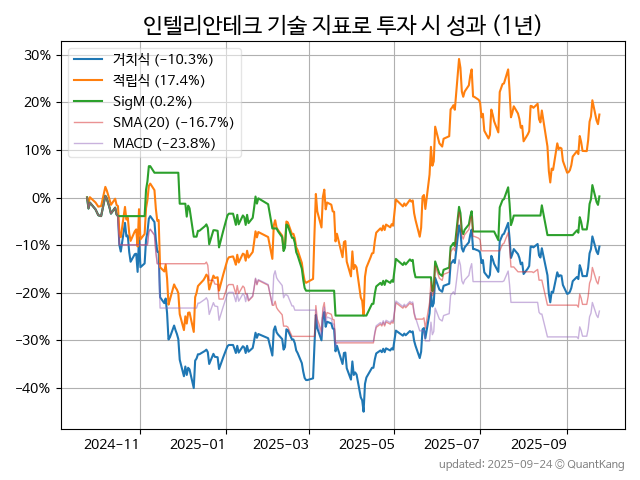 인텔리안테크 기술 지표로 투자 시 성과 (1년)
거치식 (−10.3%)
적립식 (17.4%)
SigM (0.2%)
SMA(20) (−16.7%)
MACD (−23.8%)
30%
20%
10%
0%
−10%
−20%
−30%
−40%
2024-11 2025-01 2025-03 2025-05 2025-07 2025-09
updated: 2025-09-24 © QuantKang